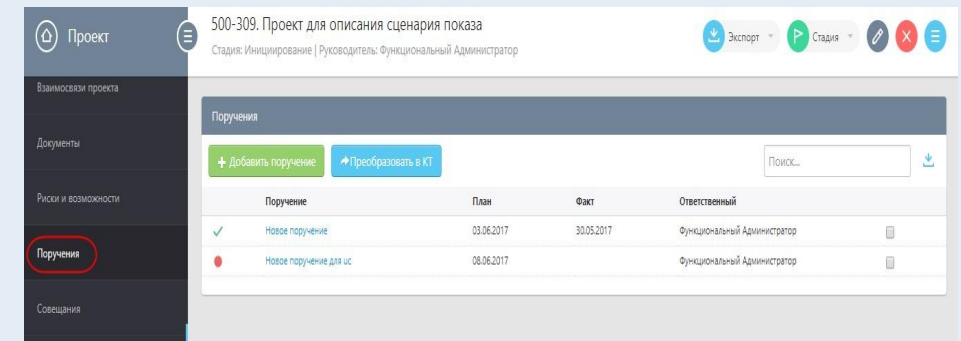 Проект
500-309. Проект для описания сценария показа
Стадия: Инициирование | Руководитель: Функциональный Администратор
Экспорт
Стадия
Взаимосвязи проекта
Документы
Риски и возможности
Поручения
Совещания
Поручения
+ Добавить поручение
Преобразовать в КТ
Поиск...
Поручение План Факт Ответственный
Новое поручение 03.06.2017 30.05.2017 Функциональный Администратор
Новое поручение для ис 08.06.2017 Функциональный Администратор